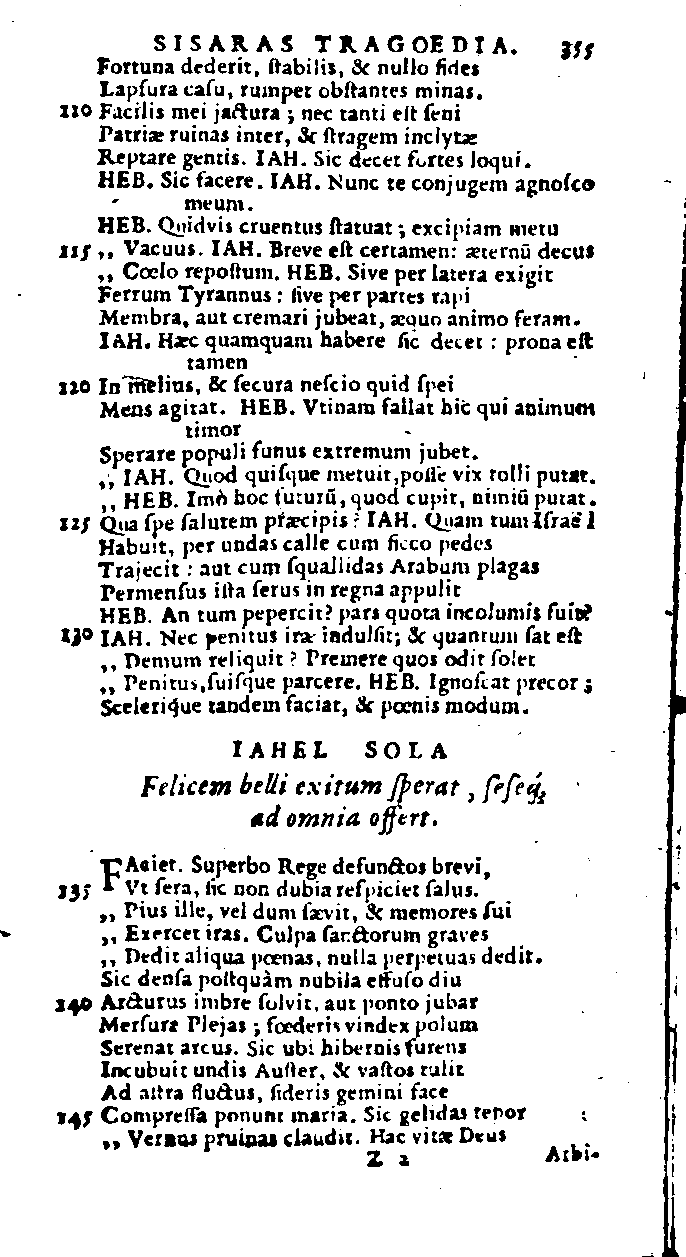 SISARAS TRAGOEDIA. 355
Fortuna dederit, ſtabilis, & nullo fides
Lapſura caſu, rumpet obſtantes minas.
110 Facilis mei jactura ; nec tanti eſt ſeni
Patriæ ruinas inter, & ſtragem inclytæ
Reptare gentis. IAH. Sic decet fortes loqui.
HEB. Sic facere. IAH. Nunc te conjugem agnoſco
meum.
HEB. Quidvis cruentus ſtatuat ; excipiam metu
115 ,, Vacuus. IAH. Breve eſt certamen: æternũ decus
,, Cœlo repoſtum. HEB. Sive per latera exigit
Ferrum Tyrannus : ſive per partes rapi
Membra, aut cremari jubeat, æquo animo feram.
IAH. Hæc quamquam habere ſic decet : prona eſt
tamen
120 In melius, & ſecura neſcio quid ſpei
Mens agitat. HEB. Vtinam fallat hic qui animum
timor
Sperare populi funus extremum jubet.
,, IAH. Quod quiſque metuit, poſſe vix tolli putat.
,, HEB. Imò hoc futurũ, quod cupit, nimiũ putat.
125 Qua ſpe ſalutem præcipis ? IAH. Quam tum Iſraël
Habuit, per undas calle cum ſicco pedes
Trajecit : aut cum ſquallidas Arabum plagas
Permenſus iſta ſerus in regna appulit
HEB. An tum pepercit? pars quota incolumis fuit?
130 IAH. Nec penitus iræ indulſit; & quantum ſat eſt
,, Demum reliquit ? Premere quos odit ſolet
,, Penitus, ſuiſque parcere. HEB. Ignoſcat precor ;
Sceleriq́ue tandem faciat, & pœnis modum.
IAHEL SOLA
Felicem belli exitum ſperat, ſeſeq́;
ad omnia offert.
FAciet. Superbo Rege defunctos brevi,
135 Vt ſera, ſic non dubia reſpiciet ſalus.
,, Pius ille, vel dum ſævit, & memores ſui
,, Exercet iras. Culpa ſanctorum graves
,, Dedit aliqua pœnas, nulla perpetuas dedit.
Sic denſa poſtquàm nubila effuſo diu
140 Arcturus imbre ſolvit, aut ponto jubar
Merſura Plejas ; fœderis vindex polum
Serenat arcus. Sic ubi hibernis furens
Incubuit undis Auſter, & vaſtos tulit
Ad aſtra fluctus, ſideris gemini face
145 Compreſſa ponunt maria. Sic gelidas tepor
,, Vernus pruinas claudit. Hac vitæ Deus
Z 2 Arbi-